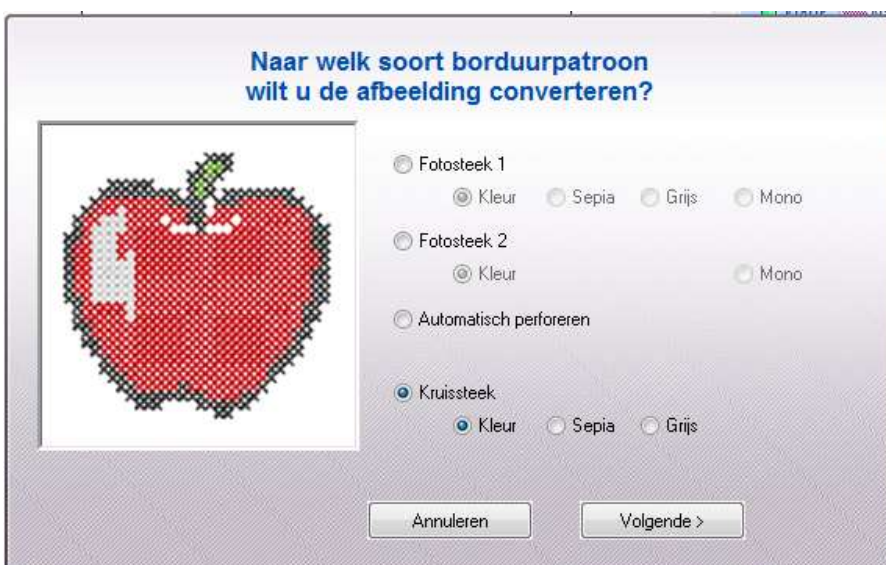 Naar welk soort borduurpatroon
wilt u de afbeelding converteren?
Fotosteek 1
Kleur Sepia Grijs Mono
Fotosteek 2
Kleur Mono
Automatisch perforeren
Kruissteek
Kleur Sepia Grijs
Annuleren Volgende >